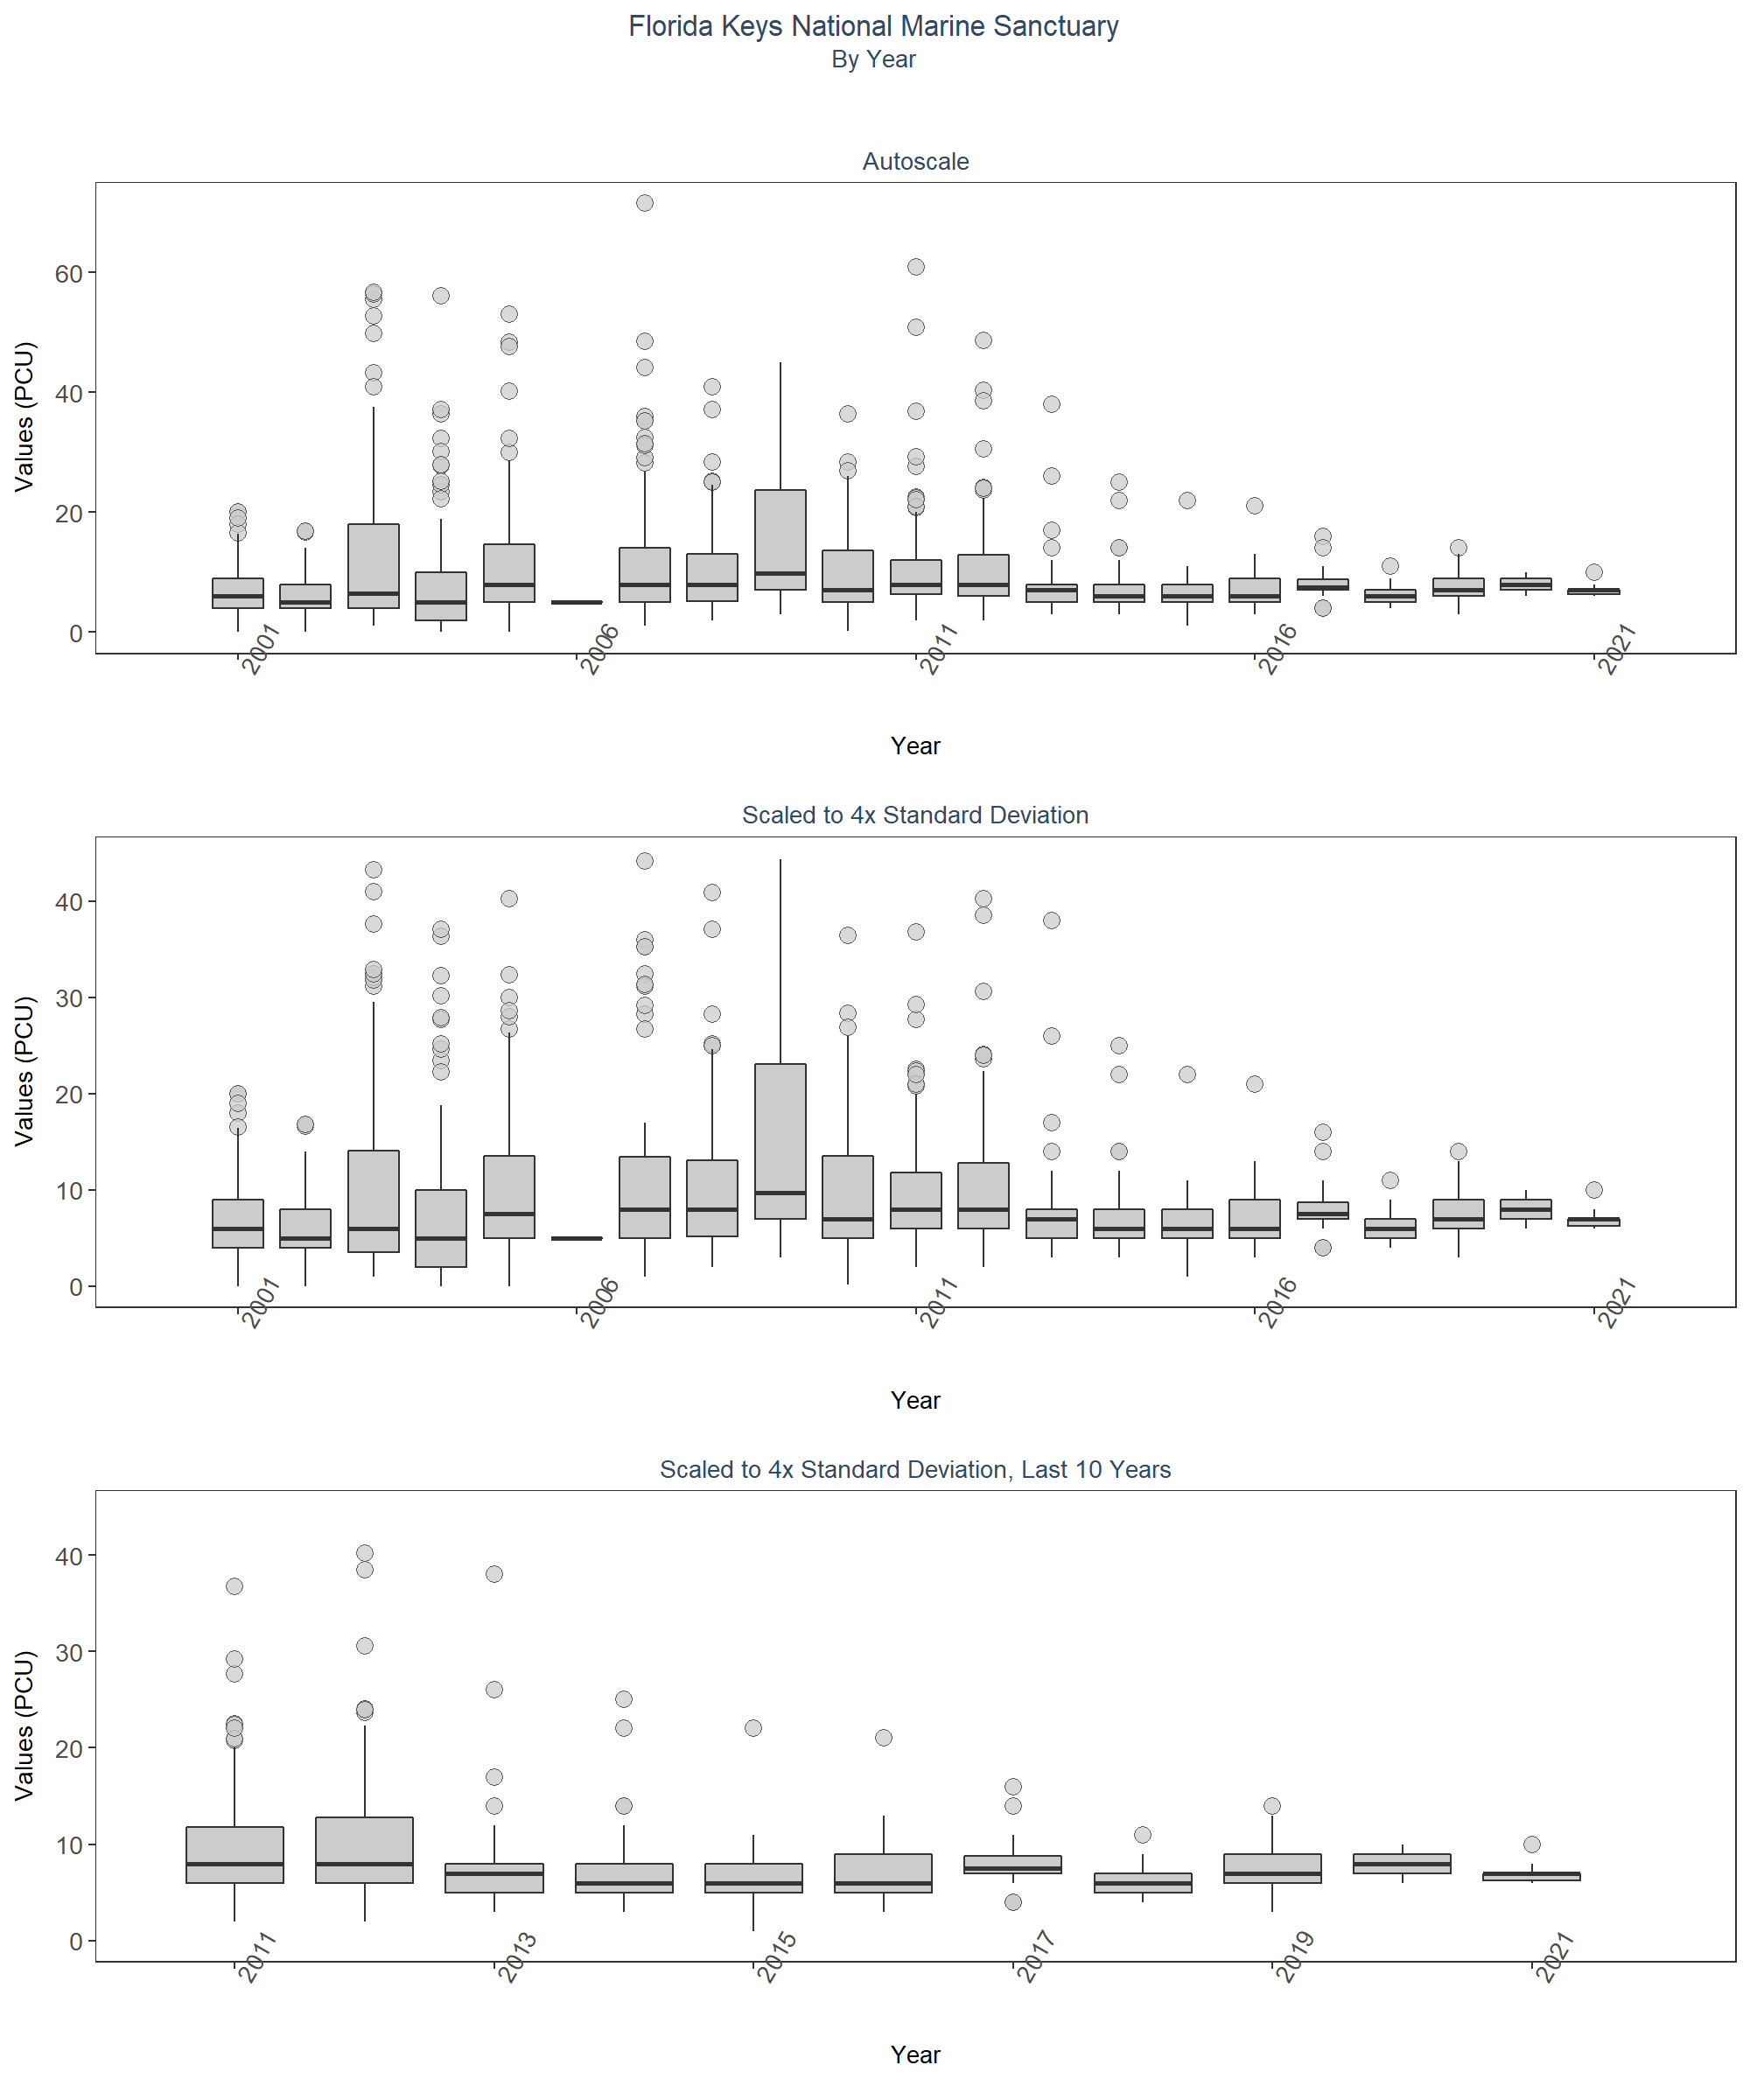 Florida Keys National Marine Sanctuary
By Year
Autoscale
Values (PCU)
60
40
20
0
2001
2006
2011
2016
2021
Year
Scaled to 4x Standard Deviation
Values (PCU)
40
30
20
10
0
2001
2006
2011
2016
2021
Year
Scaled to 4x Standard Deviation, Last 10 Years
Values (PCU)
40
30
20
10
0
2011
2013
2015
2017
2019
2021
Year